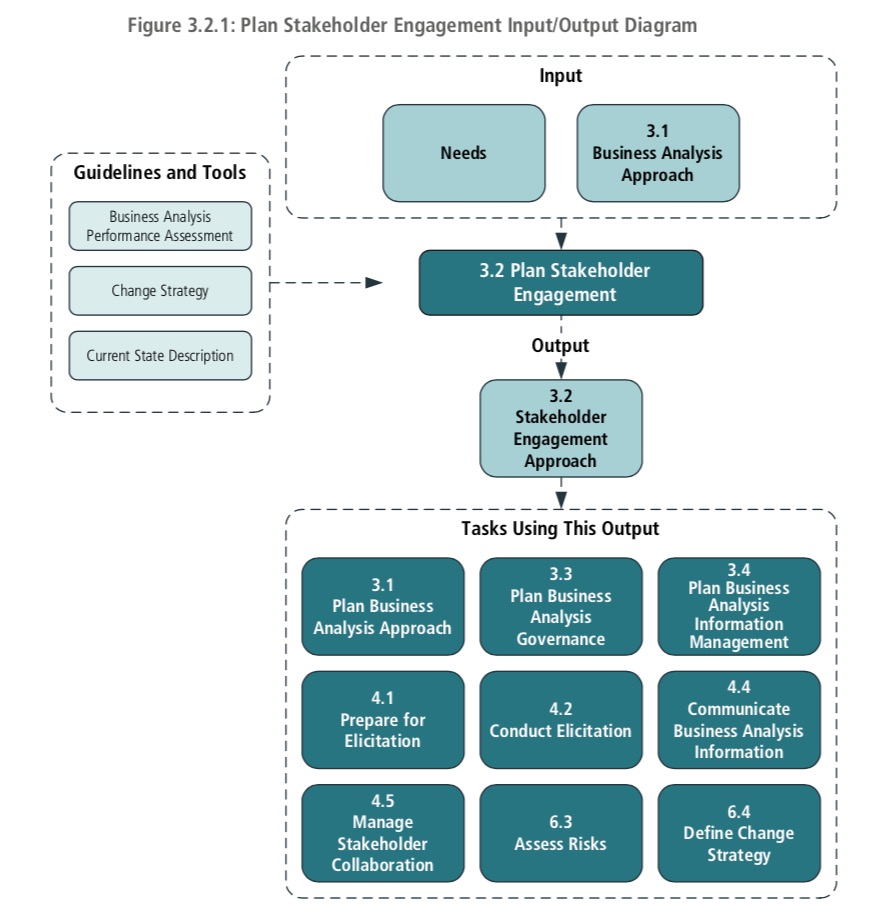 Figure 3.2.1: Plan Stakeholder Engagement Input/Output Diagram
Input
Needs
3.1
Business Analysis
Approach
Guidelines and Tools
Business Analysis
Performance Assessment
Change Strategy
Current State Description
3.2 Plan Stakeholder
Engagement
Output
3.2
Stakeholder
Engagement
Approach
Tasks Using This Output
3.1
Plan Business
Analysis Approach
3.3
Plan Business
Analysis
Governance
3.4
Plan Business
Analysis
Information
Management
4.1
Prepare for
Elicitation
4.2
Conduct Elicitation
4.4
Communicate
Business Analysis
Information
4.5
Manage
Stakeholder
Collaboration
6.3
Assess Risks
6.4
Define Change
Strategy